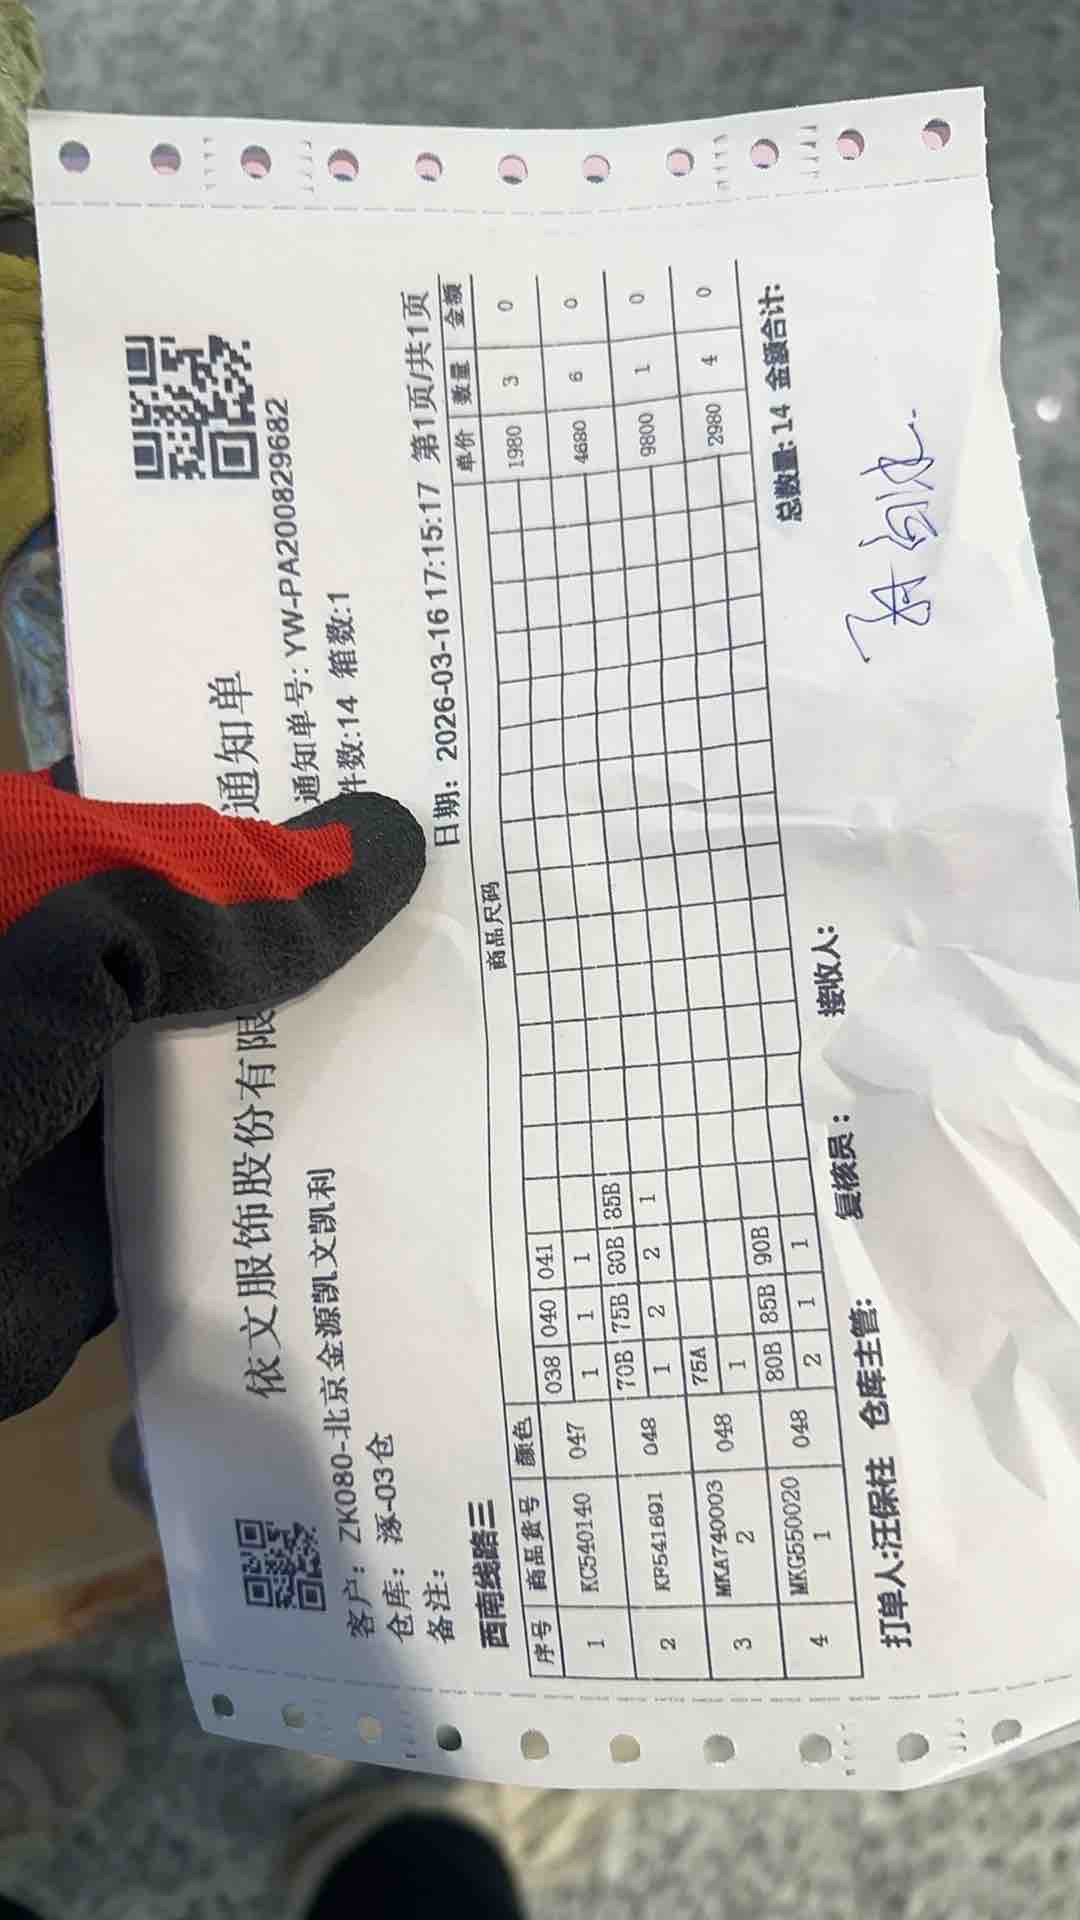 依文服饰股份有限
通知单
通知单号: YW-PA200829682
客户: ZK080-北京金源凯文凯利
件数:14 箱数:1
仓库: 涿-03仓
备注:
日期: 2026-03-16 17:15:17 第1页/共1页
西南线路三
序号 商品货号 颜色 商品尺码 单价 数量 金额
038 040 041
1 KC540140 047 1 1 1 1980 3 0
70B 75B 80B 85B
2 KF541691 048 1 2 2 1 4680 6 0
75A
3 MKA7400032 048 1 9800 1 0
80B 85B 90B
4 MKG5500201 048 2 1 1 2980 4 0
总数量: 14 金额合计:
打单人:汪保柱 仓库主管: 复核员: 接收人: